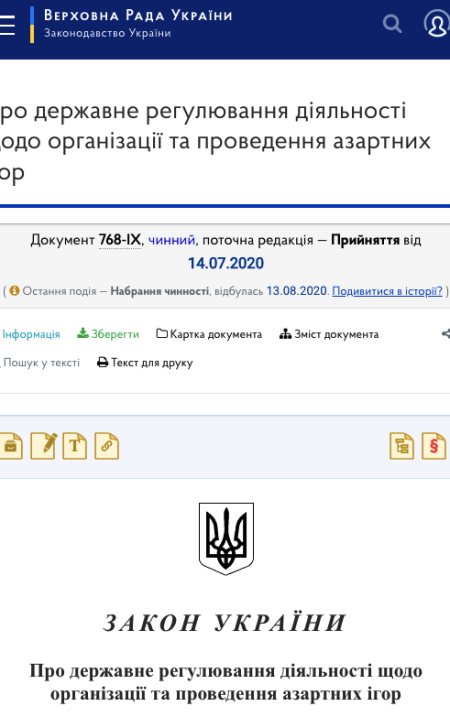 Верховна Рада України
Законодавство України
ро державне регулювання діяльності
одо організації та проведення азартних
ор
Документ 768-IX, чинний, поточна редакція — Прийняття від
14.07.2020
( Остання подія — Набрання чинності, відбулась 13.08.2020. Подивитися в історії? )
Інформація Зберегти Картка документа Зміст документа
Пошук у тексті Текст для друку
T §
ЗАКОН УКРАЇНИ
Про державне регулювання діяльності щодо
організації та проведення азартних ігор